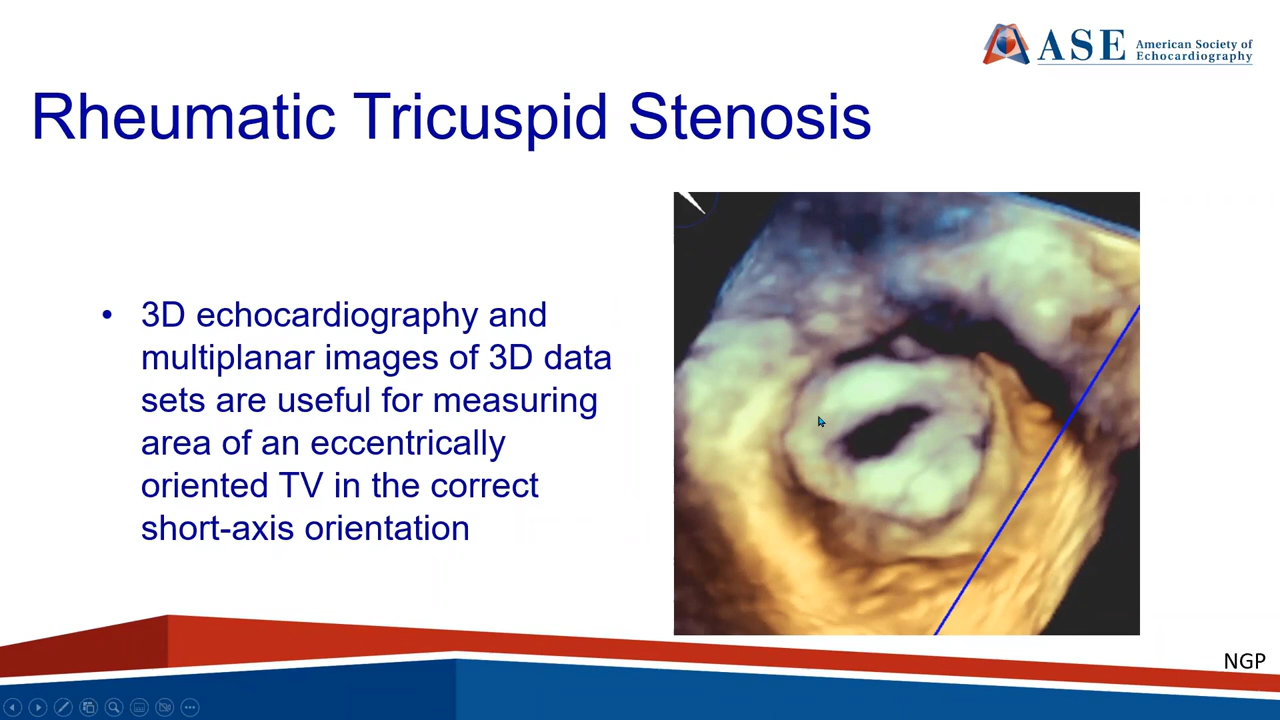 ASE American Society of
Echocardiography
Rheumatic Tricuspid Stenosis
• 3D echocardiography and
multiplanar images of 3D data
sets are useful for measuring
area of an eccentrically
oriented TV in the correct
short-axis orientation
NGP